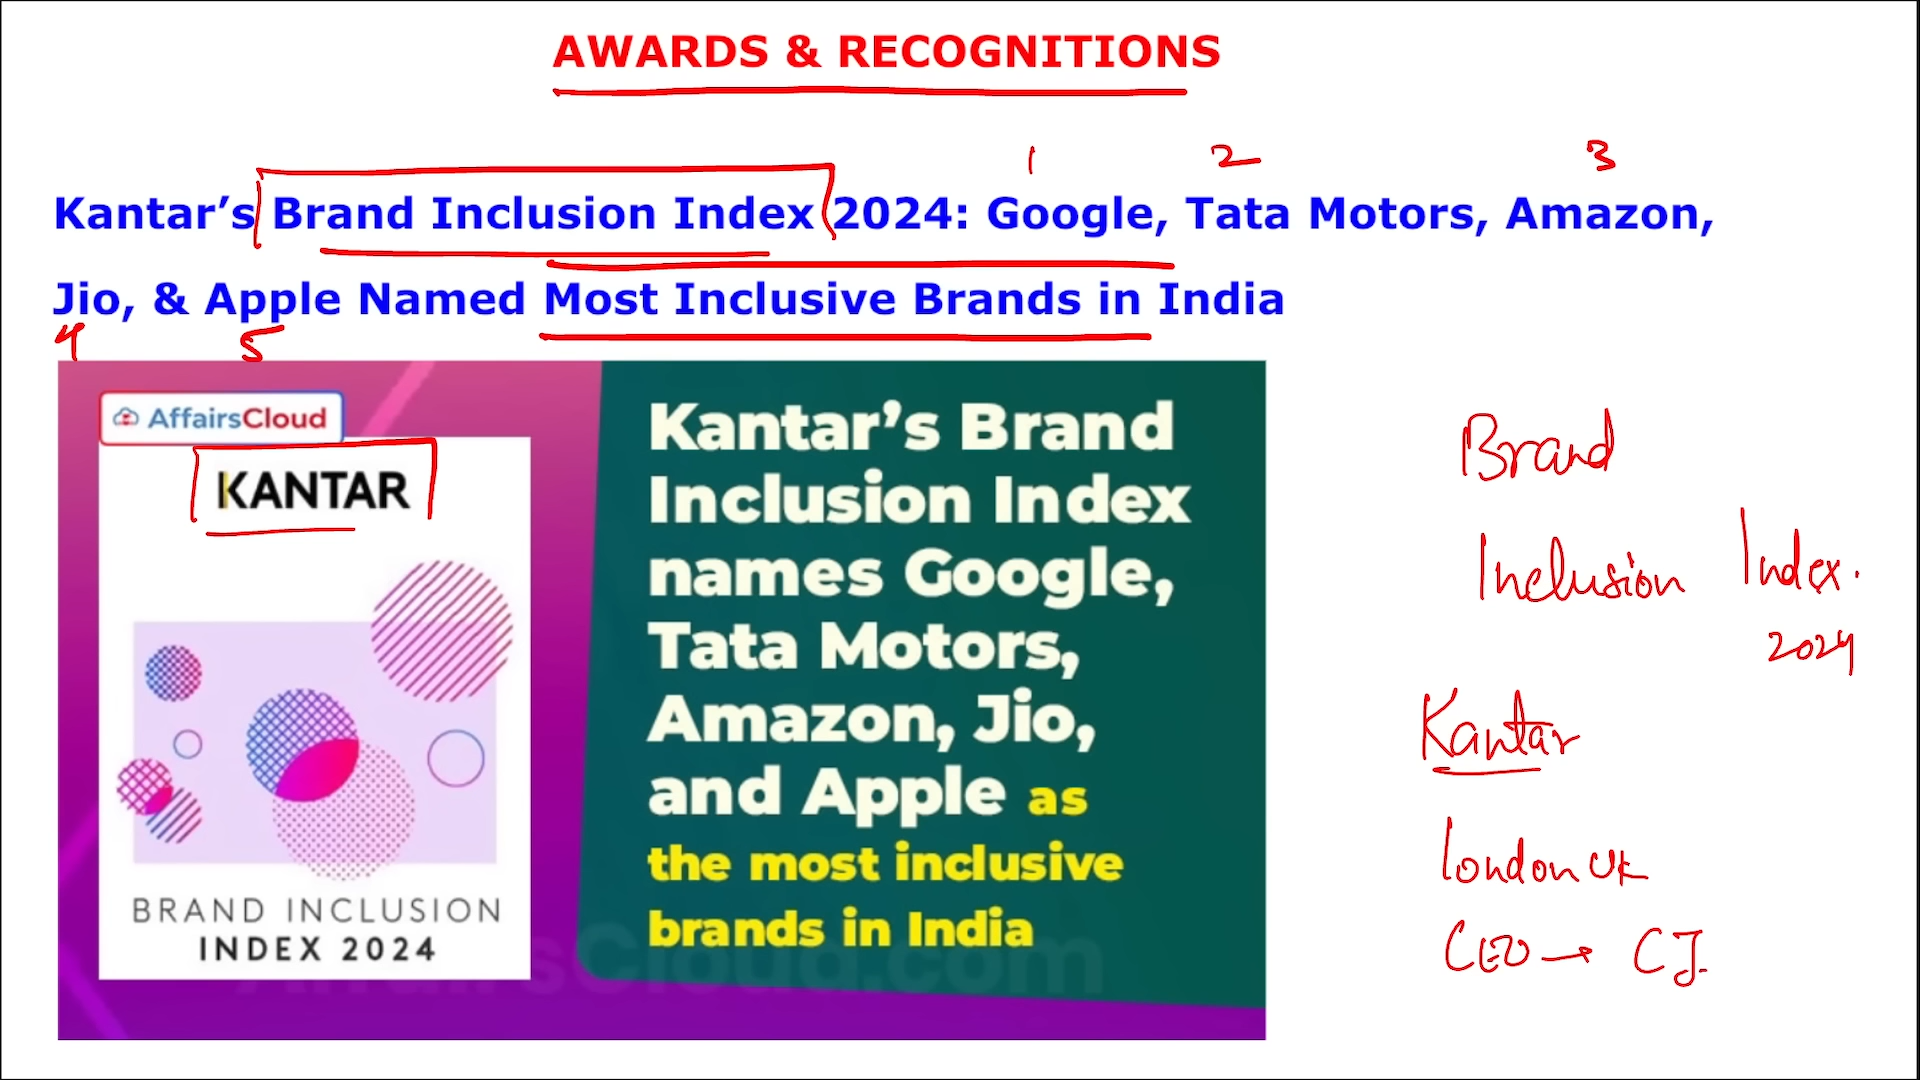 AWARDS & RECOGNITIONS
1 2 3
Kantar’s Brand Inclusion Index 2024: Google, Tata Motors, Amazon,
Jio, & Apple Named Most Inclusive Brands in India
4 5
AffairsCloud
KANTAR
BRAND INCLUSION
INDEX 2024
Kantar’s Brand
Inclusion Index
names Google,
Tata Motors,
Amazon, Jio,
and Apple as
the most inclusive
brands in India
AffairsCloud.com
Brand
Inclusion Index.
2024
Kantar
London UK
CEO → CJ.